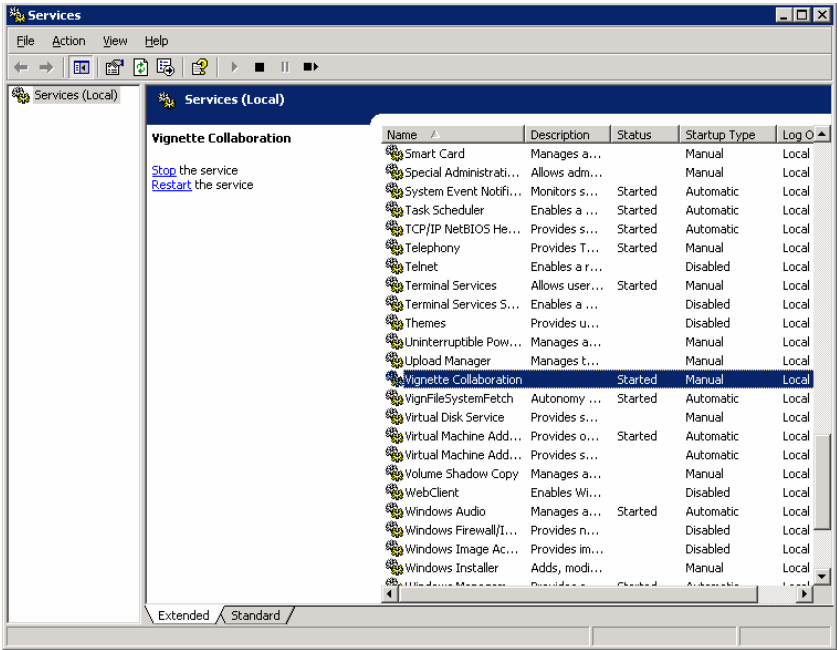 Services
File Action View Help
Services (Local)
Services (Local)
Vignette Collaboration
Stop the service
Restart the service
Name Description Status Startup Type Log O
Smart Card Manages a... Manual Local
Special Administrati... Allows adm... Manual Local
System Event Notifi... Monitors s... Started Automatic Local
Task Scheduler Enables a ... Started Automatic Local
TCP/IP NetBIOS He... Provides s... Started Automatic Local
Telephony Provides T... Started Manual Local
Telnet Enables a r... Disabled Local
Terminal Services Allows user... Started Manual Local
Terminal Services S... Enables a ... Disabled Local
Themes Provides u... Disabled Local
Uninterruptible Pow... Manages a... Manual Local
Upload Manager Manages t... Manual Local
Vignette Collaboration Started Manual Local
VignFileSystemFetch Autonomy ... Started Automatic Local
Virtual Disk Service Provides s... Manual Local
Virtual Machine Add... Provides o... Started Automatic Local
Virtual Machine Add... Provides s... Automatic Local
Volume Shadow Copy Manages a... Manual Local
WebClient Enables Wi... Disabled Local
Windows Audio Manages a... Started Automatic Local
Windows Firewall/I... Provides n... Disabled Local
Windows Image Ac... Provides im... Disabled Local
Windows Installer Adds, modi... Manual Local
Extended Standard